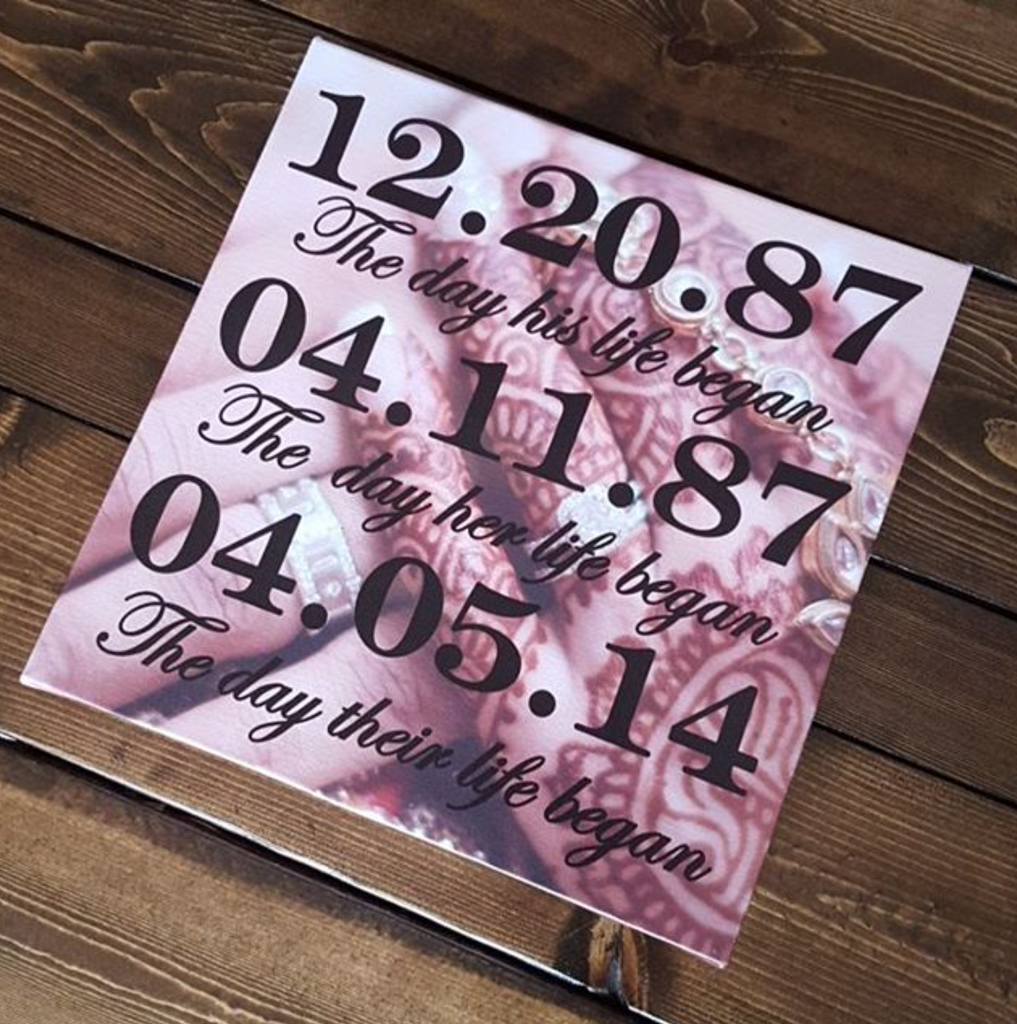 12.20.87
The day his life began
04.11.87
The day her life began
04.05.14
The day their life began